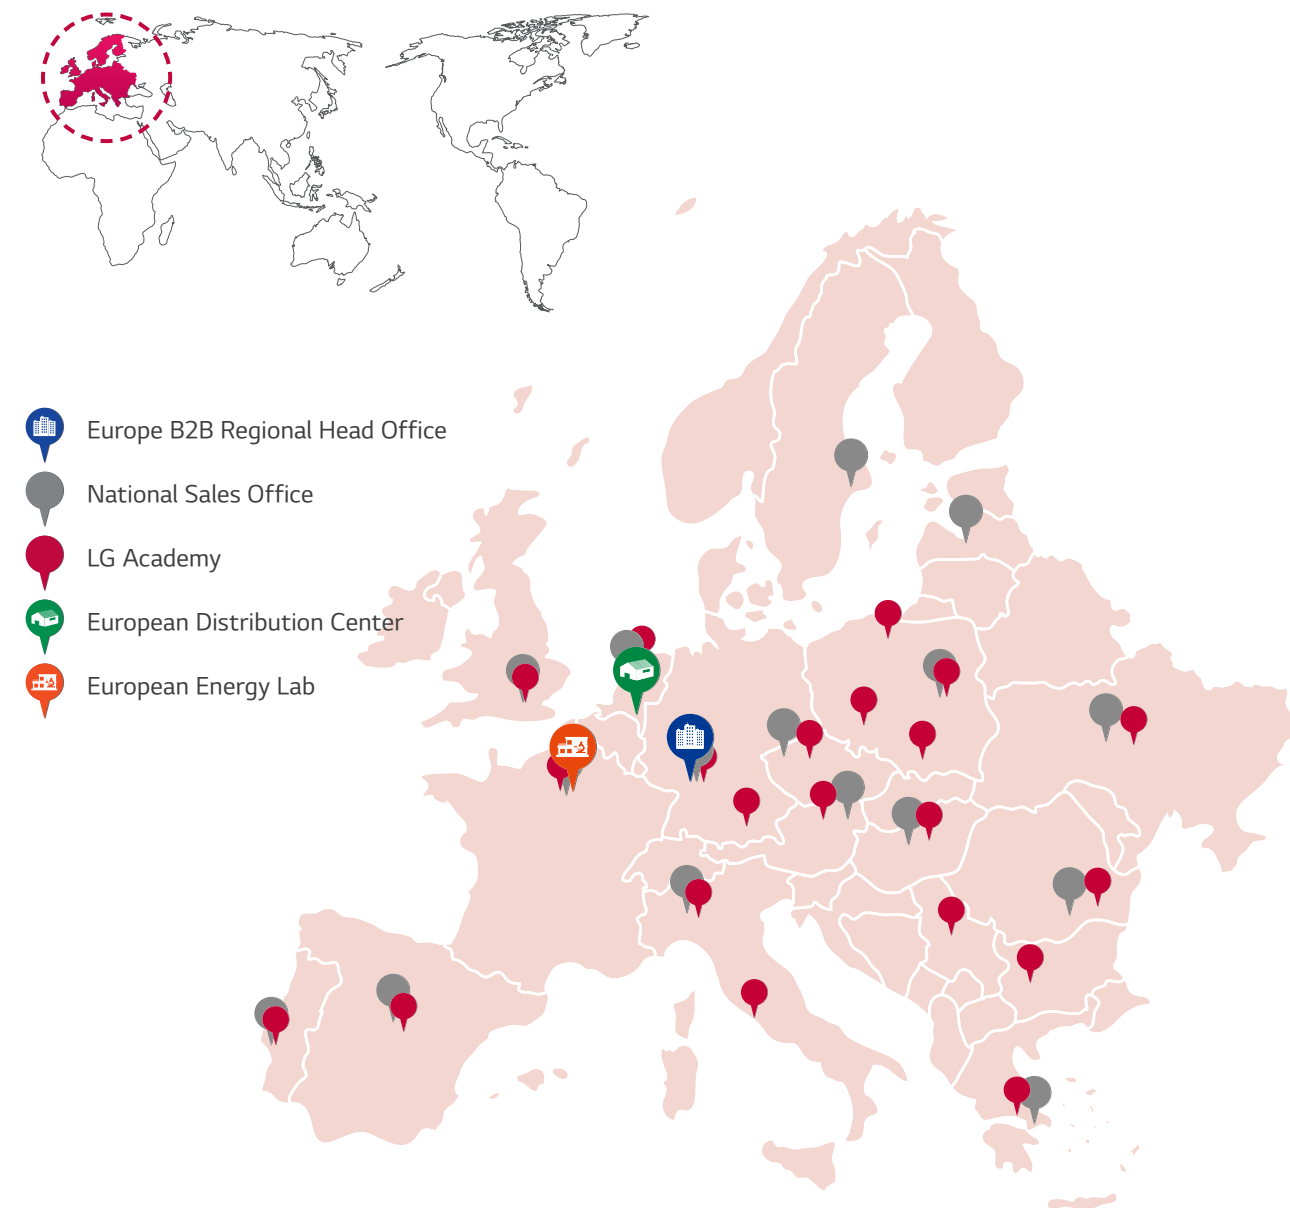 Europe B2B Regional Head Office
National Sales Office
LG Academy
European Distribution Center
European Energy Lab